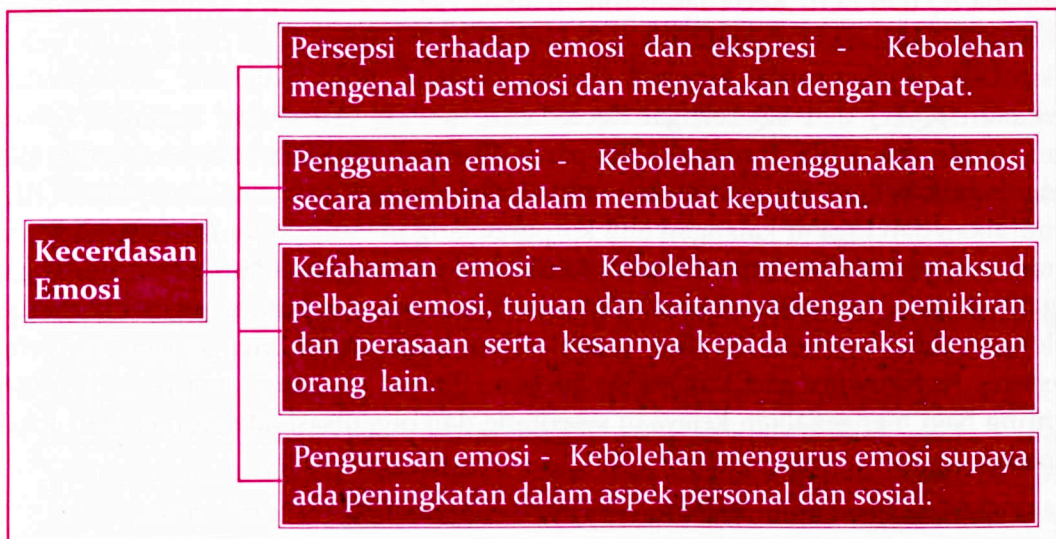 Persepsi terhadap emosi dan ekspresi - Kebolehan
mengenal pasti emosi dan menyatakan dengan tepat.
Penggunaan emosi - Kebolehan menggunakan emosi
secara membina dalam membuat keputusan.
Kecerdasan
Emosi
Kefahaman emosi - Kebolehan memahami maksud
pelbagai emosi, tujuan dan kaitannya dengan pemikiran
dan perasaan serta kesannya kepada interaksi dengan
orang lain.
Pengurusan emosi - Kebolehan mengurus emosi supaya
ada peningkatan dalam aspek personal dan sosial.